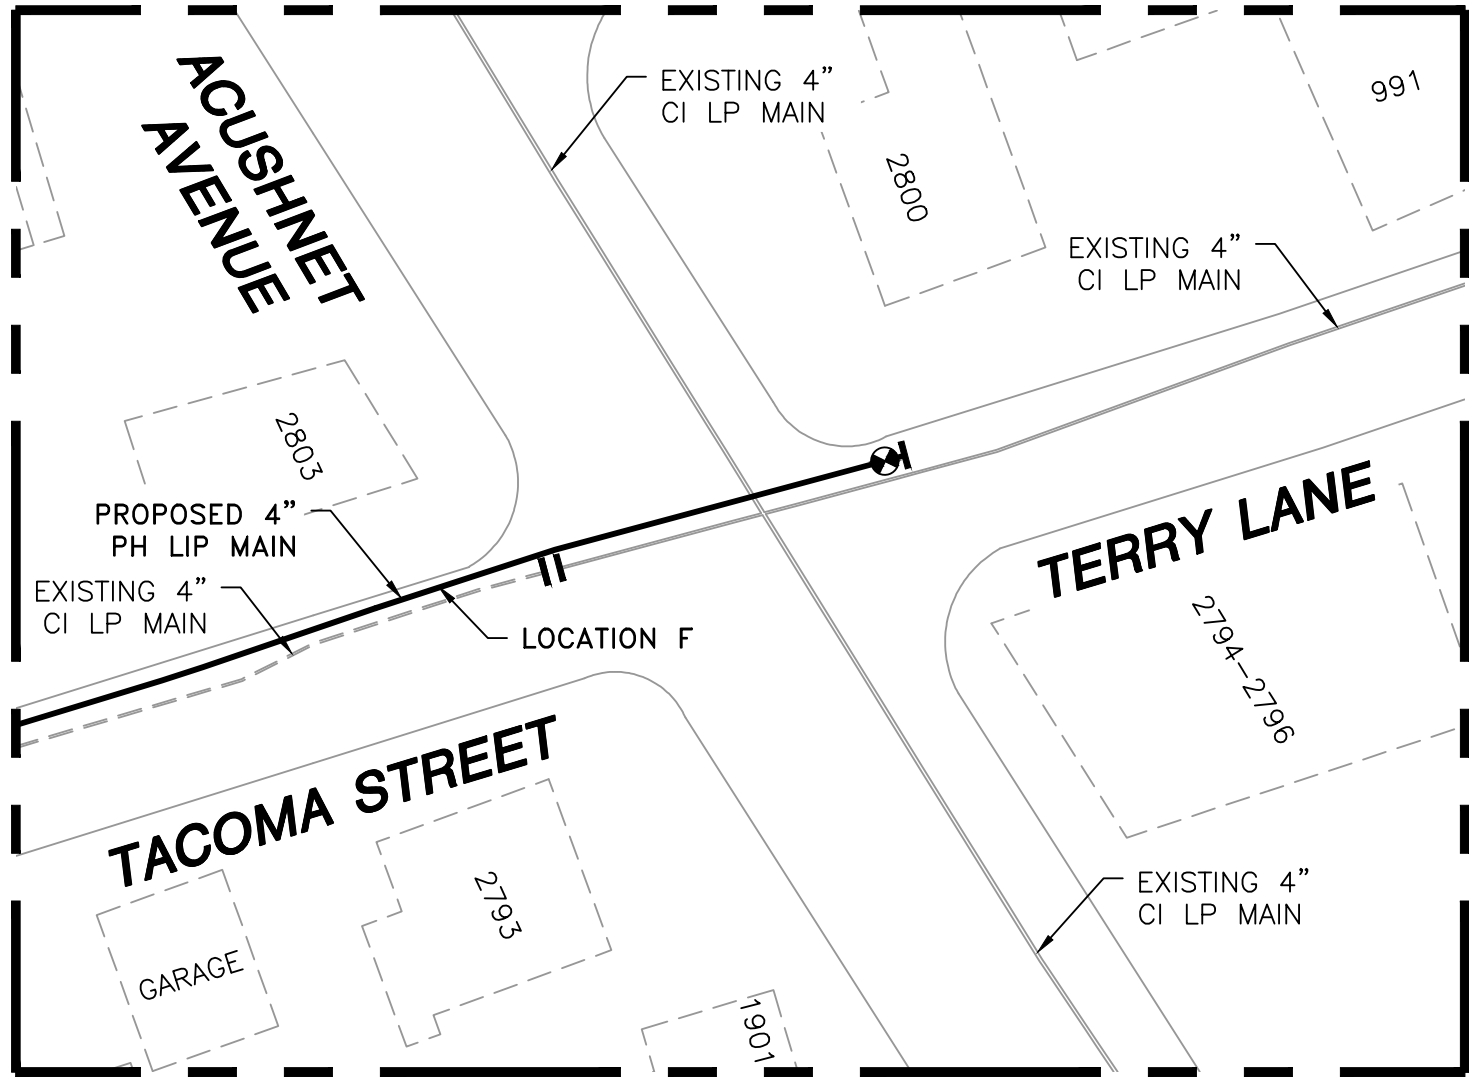 ACUSHNET
AVENUE
EXISTING 4”
CI LP MAIN
991
2800
EXISTING 4”
CI LP MAIN
2803
PROPOSED 4”
PH LIP MAIN
EXISTING 4”
CI LP MAIN
LOCATION F
TERRY LANE
2794–2796
TACOMA STREET
2793
GARAGE
EXISTING 4”
CI LP MAIN
1901